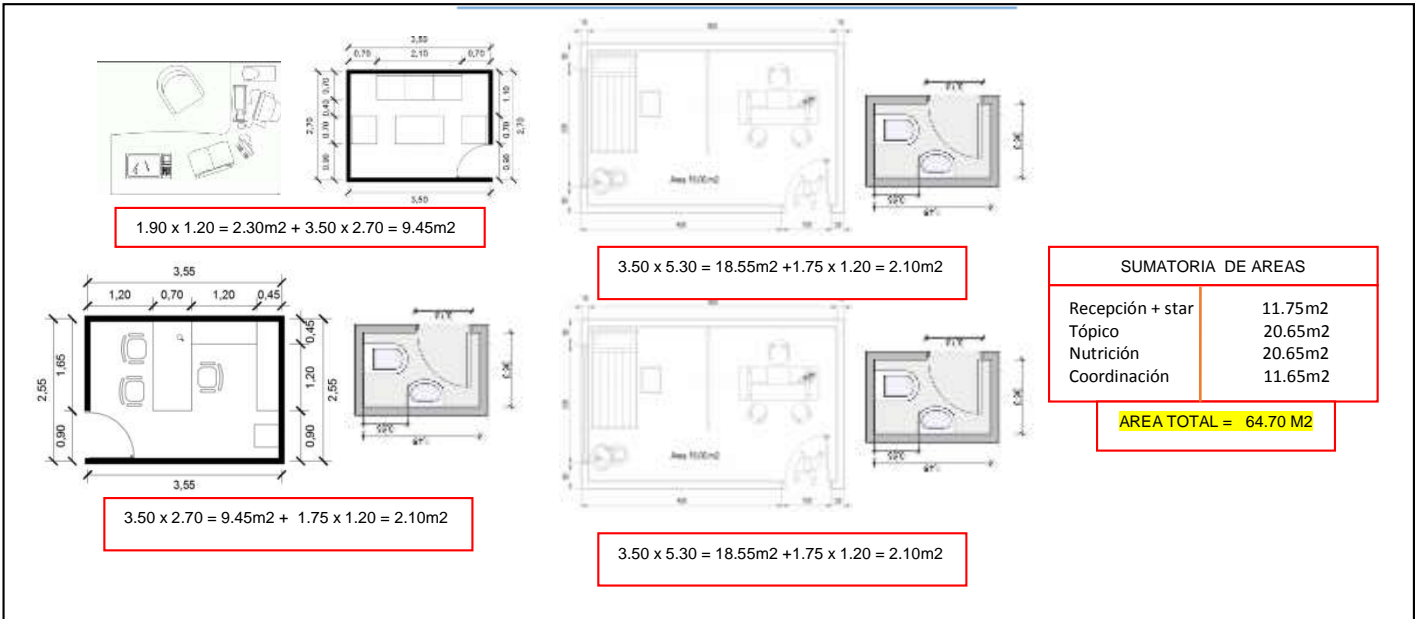 3,50
0,70 2,10 0,70
2,70
0,70
0,40
0,70
0,90
1,10
0,70
0,90
2,70
3,50
1.90 x 1.20 = 2.30m2 + 3.50 x 2.70 = 9.45m2
3.50 x 5.30 = 18.55m2 +1.75 x 1.20 = 2.10m2
3,55
1,20 0,70 1,20 0,45
2,55
1,65
0,90
0,45
1,20
0,90
2,55
3,55
3.50 x 2.70 = 9.45m2 + 1.75 x 1.20 = 2.10m2
3.50 x 5.30 = 18.55m2 +1.75 x 1.20 = 2.10m2
SUMATORIA DE AREAS
Recepción + star 11.75m2
Tópico 20.65m2
Nutrición 20.65m2
Coordinación 11.65m2
AREA TOTAL = 64.70 M2